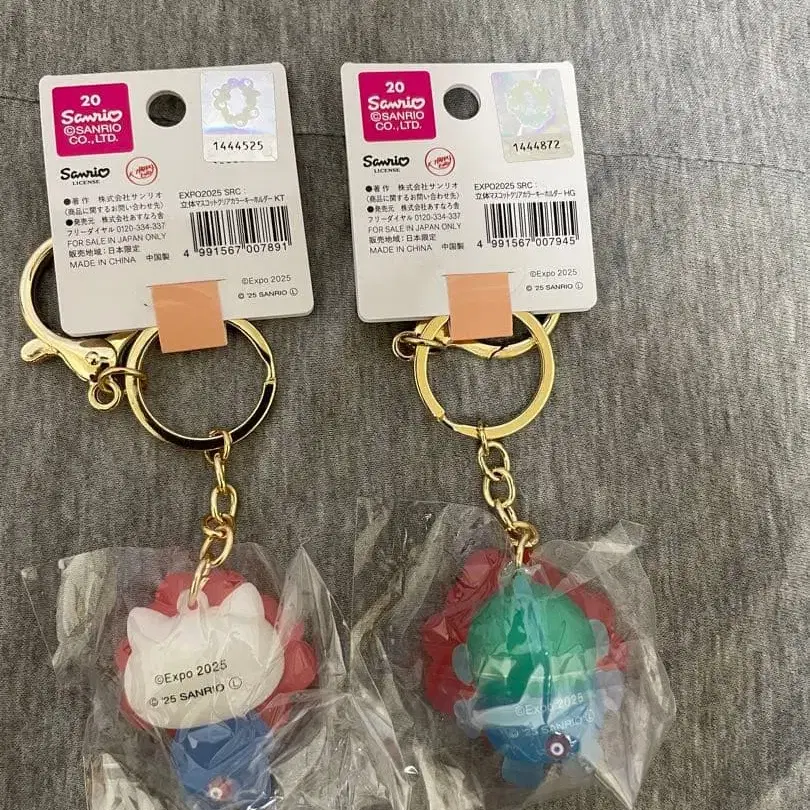 20
Sanrio
©SANRIO
CO.,LTD.
1444525
Sanrio
LICENSE
EXPO2025 SRC:
立体マスコットクリアカラーキーホルダー KT
●著作 株式会社サンリオ
(商品に関するお問い合わせ先)
●発売元 株式会社あすなろ舎
フリーダイヤル 0120-334-337
FOR SALE IN JAPAN ONLY
販売地域:日本限定
MADE IN CHINA 中国製
4 991567 007891
©Expo 2025
© '25 SANRIO Ⓛ
©Expo 2025
© '25 SANRIO Ⓛ
20
Sanrio
©SANRIO
CO.,LTD.
1444872
Sanrio
LICENSE
EXPO2025 SRC:
立体マスコットクリアカラーキーホルダー HG
●著作 株式会社サンリオ
(商品に関するお問い合わせ先)
●発売元 株式会社あすなろ舎
フリーダイヤル 0120-334-337
FOR SALE IN JAPAN ONLY
販売地域:日本限定
MADE IN CHINA 中国製
4 991567 007945
©Expo 2025
© '25 SANRIO Ⓛ
©Expo 2025
© '25 SANRIO Ⓛ